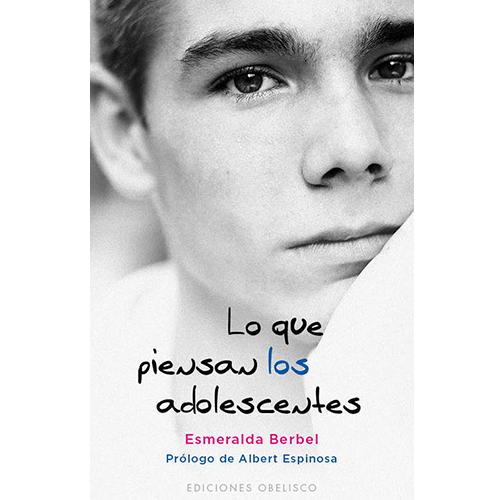 Lo que
piensan los
adolescentes
Esmeralda Berbel
Prólogo de Albert Espinosa
EDICIONES OBELISCO